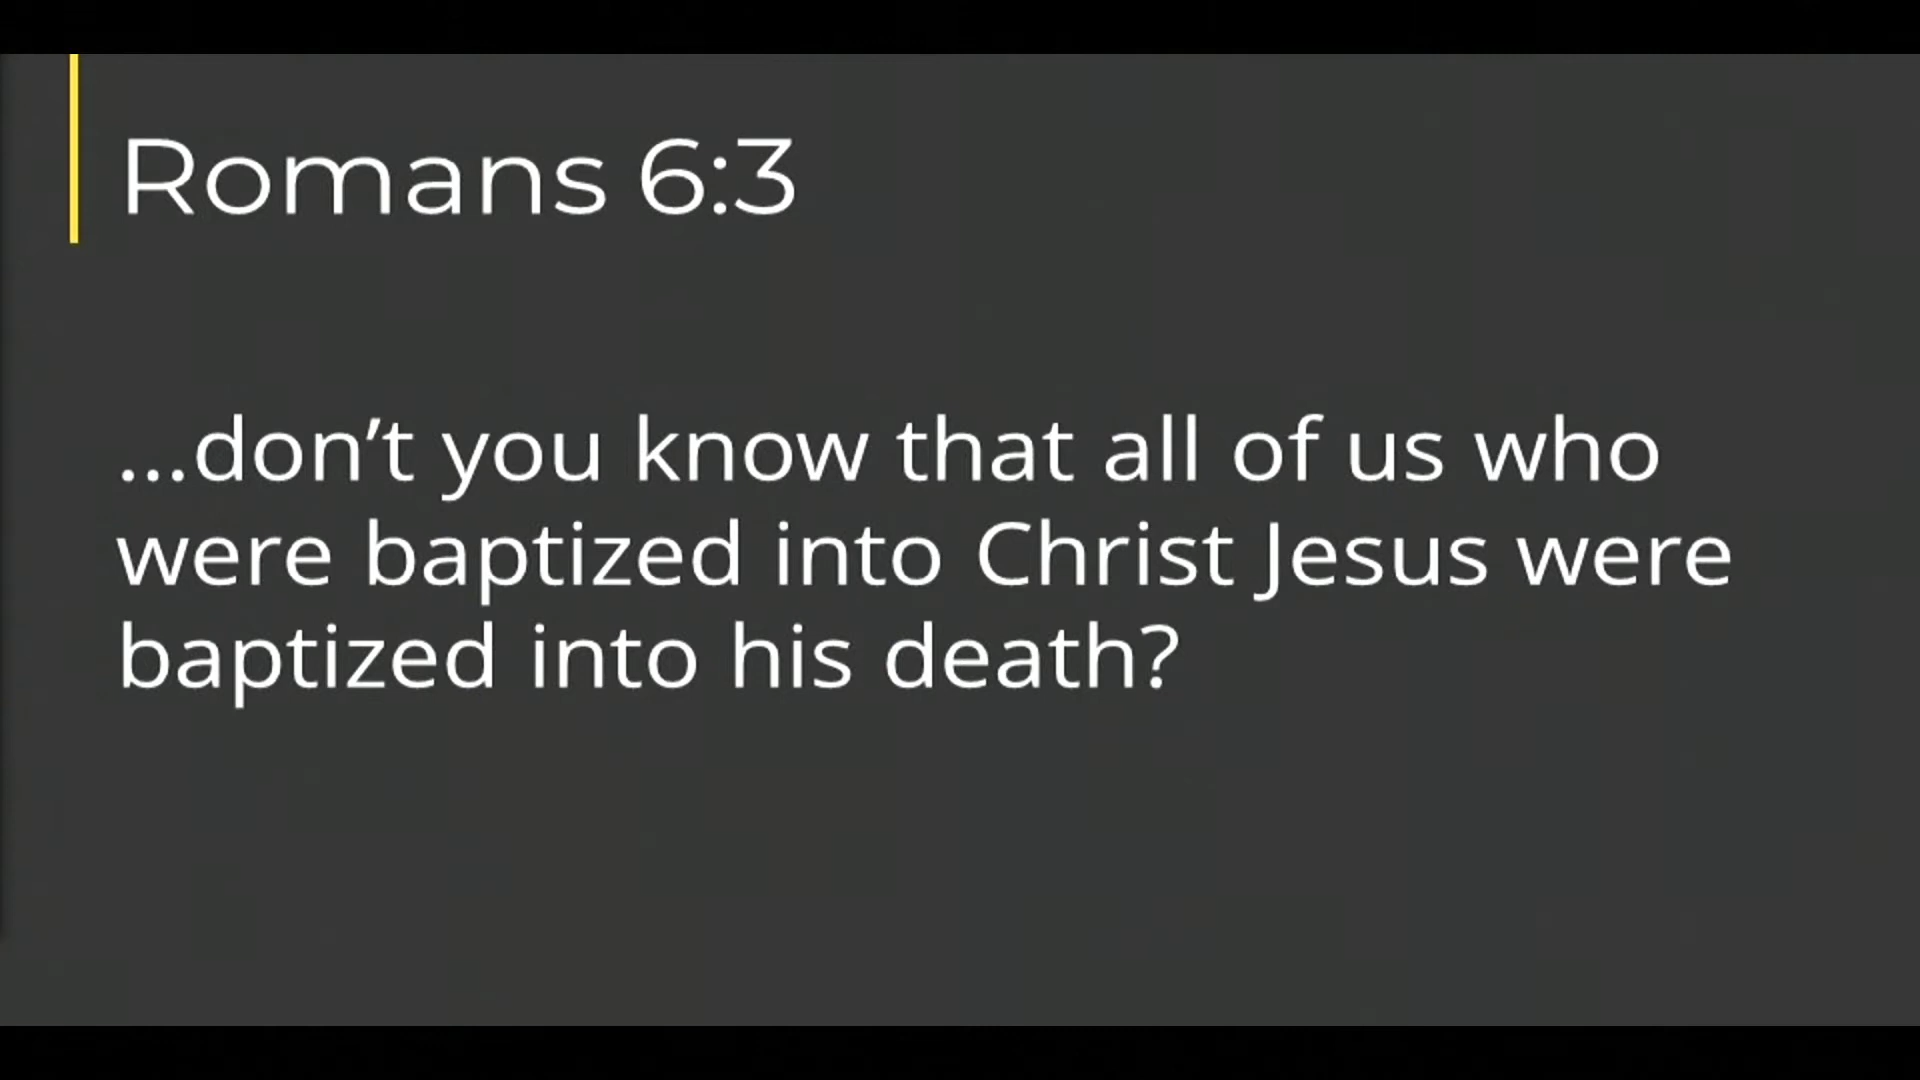 Romans 6:3
...don’t you know that all of us who
were baptized into Christ Jesus were
baptized into his death?